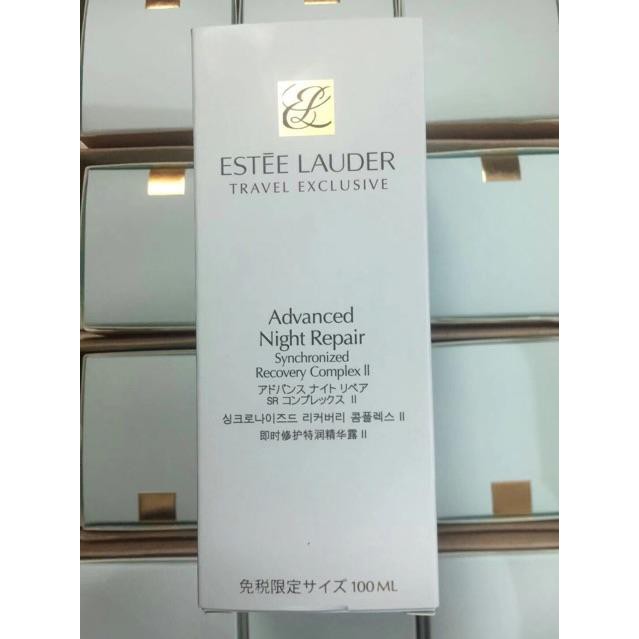 EL
ESTĒE LAUDER
TRAVEL EXCLUSIVE
Advanced
Night Repair
Synchronized
Recovery Complex II
アドバンス ナイト リペア
SR コンプレックス II
싱크로나이즈드 리커버리 콤플렉스 II
即时修护特润精华露 II
免税限定サイズ 100 ML